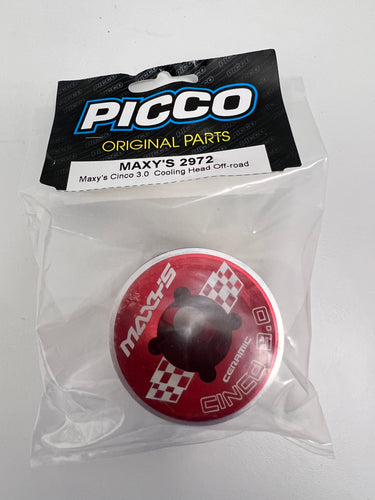 PICCO
ORIGINAL PARTS
MAXY'S 2972
Maxy's Cinco 3.0 Cooling Head Off-road
MAXY'S
CERAMIC
CINCO 3.0